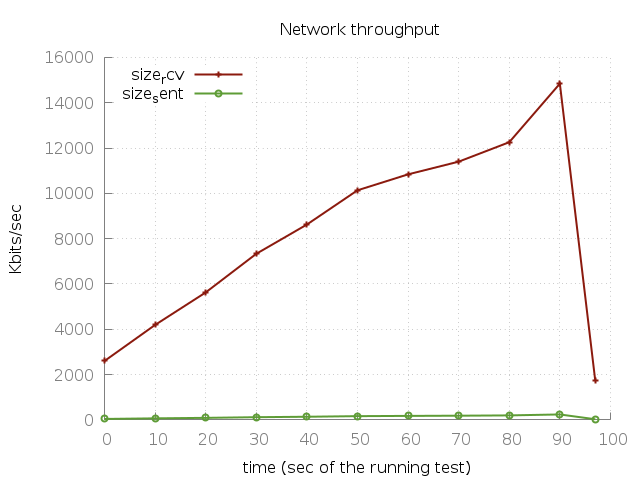 Network throughput
16000
14000
12000
10000
8000
6000
4000
2000
0
size_rcv
size_sent
Kbits/sec
0 10 20 30 40 50 60 70 80 90 100
time (sec of the running test)